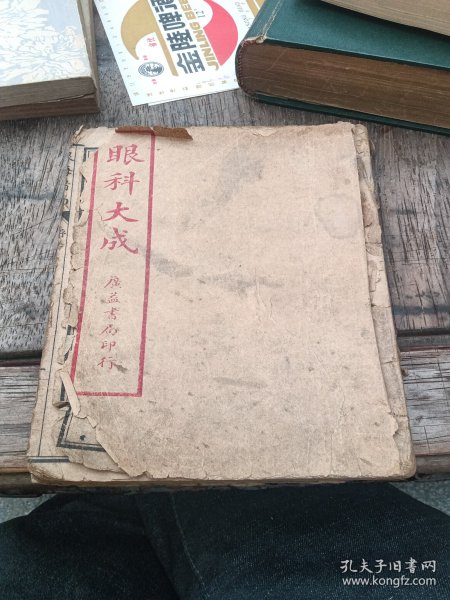 金陵啤酒
JINLING BEER
眼科大成
廣益書局印行
孔夫子旧书网
www.kongfz.com